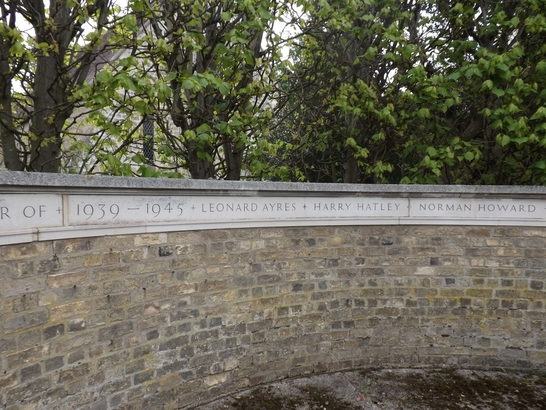 R OF + 1939 — 1945 + LEONARD AYRES + HARRY HATLEY + NORMAN HOWARD